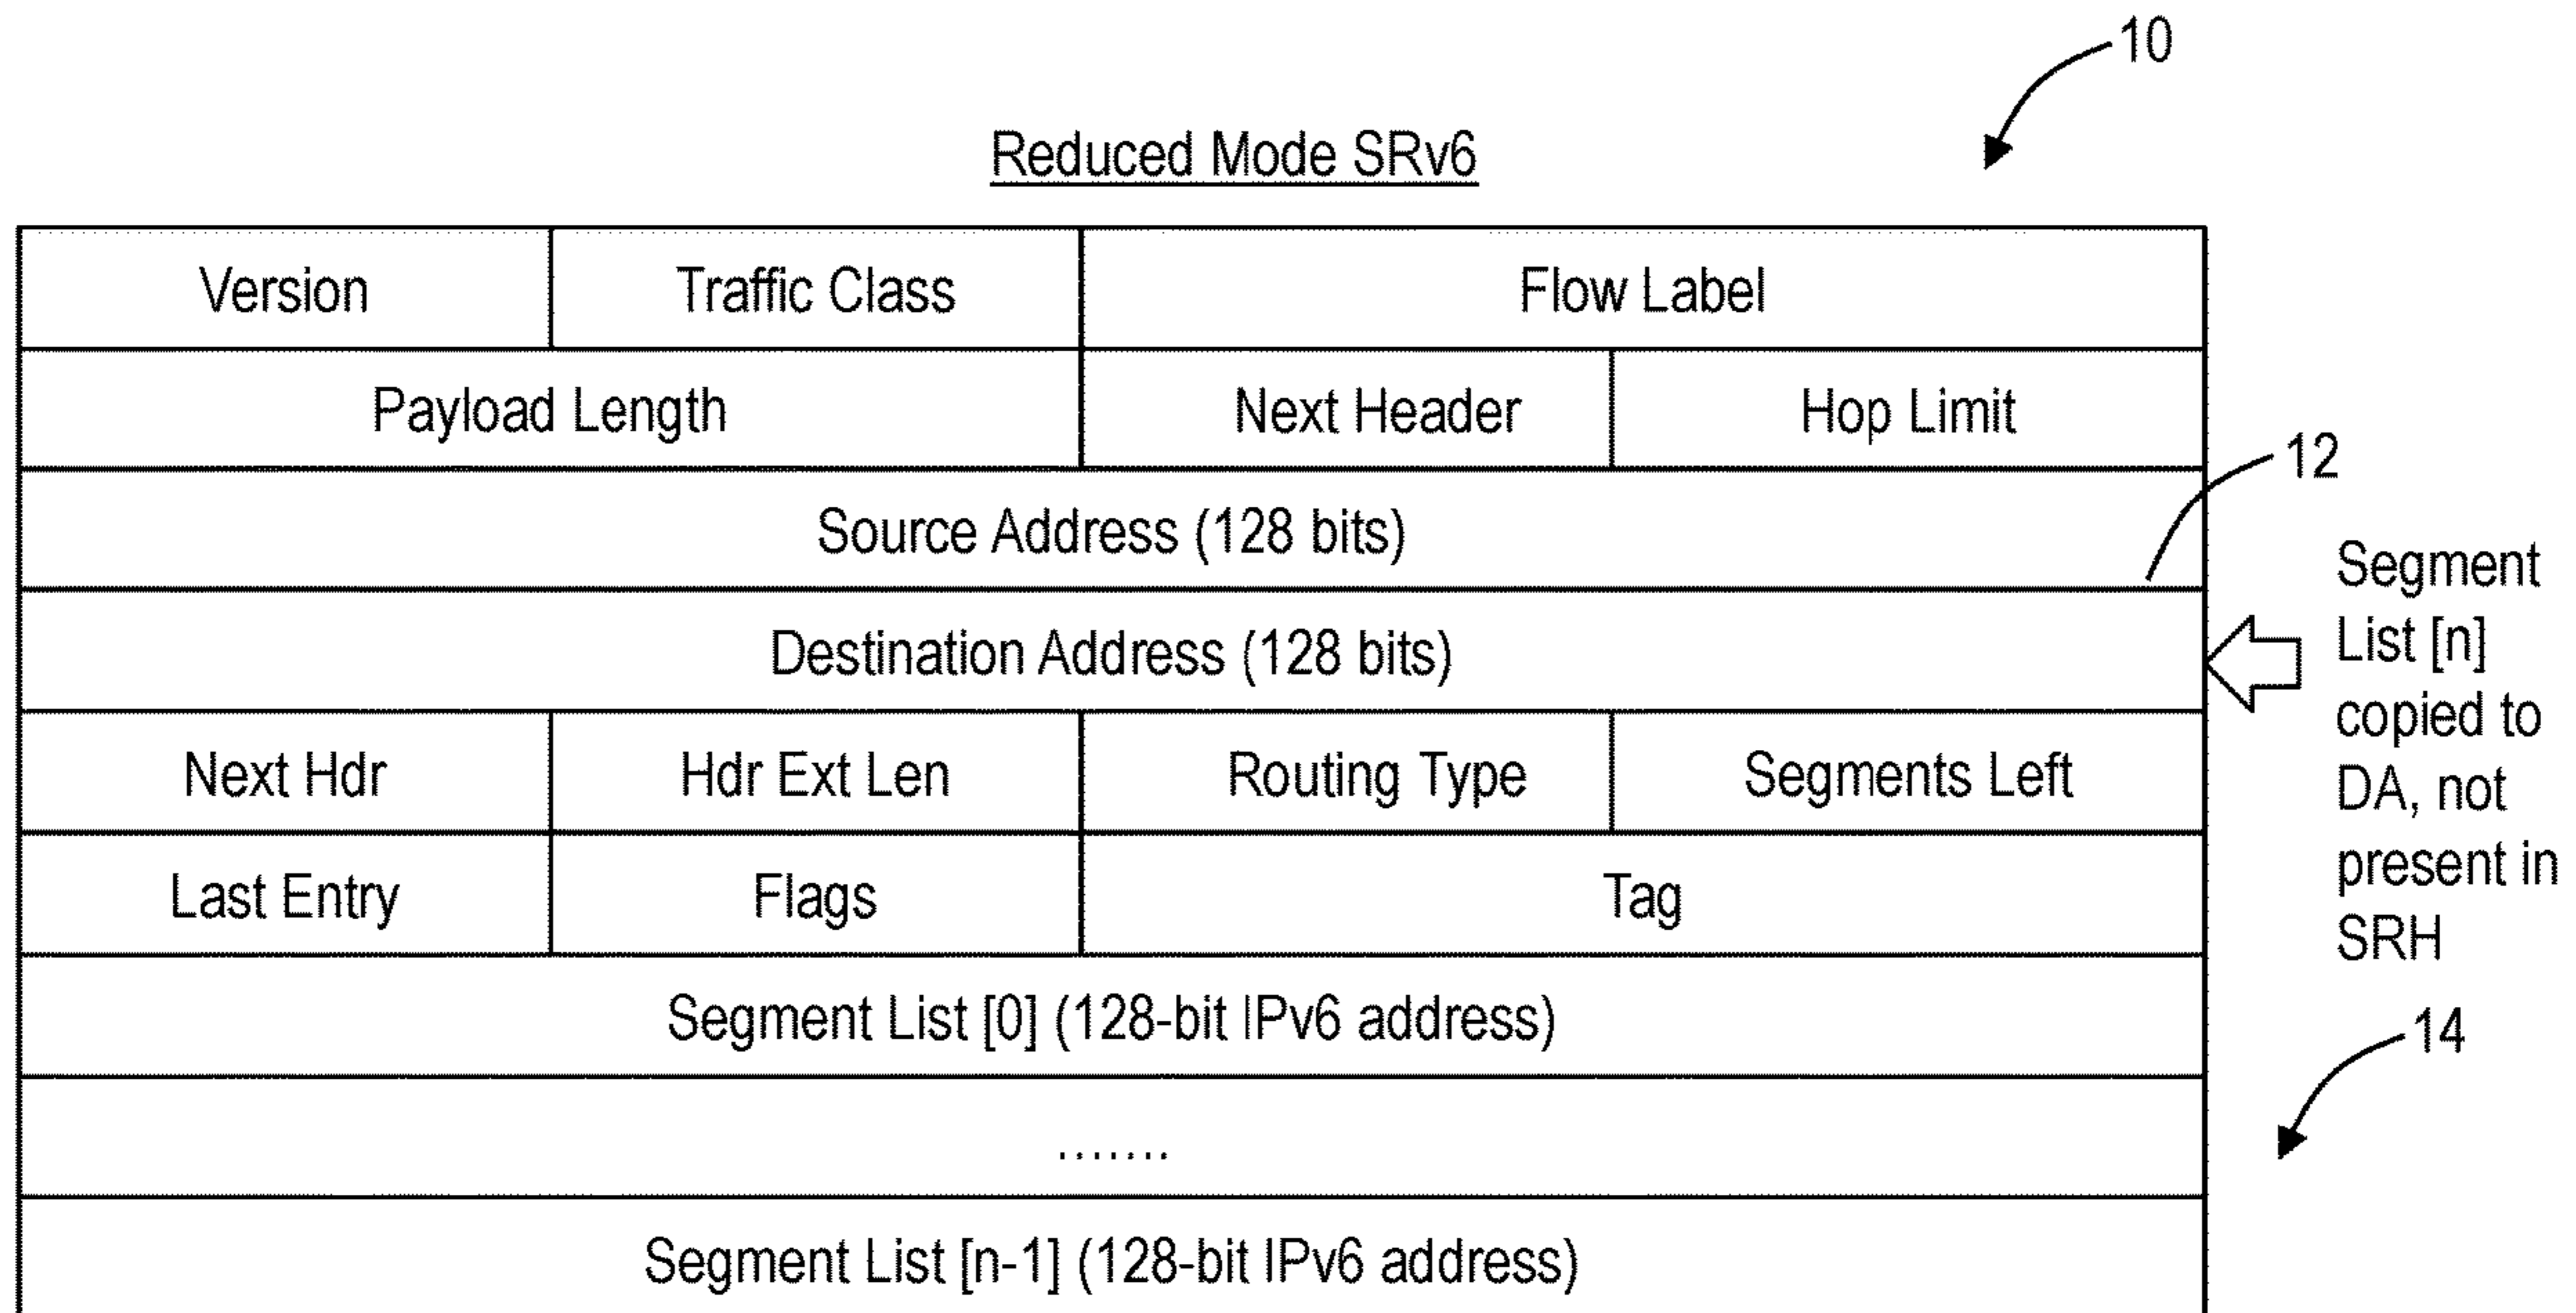 10
Reduced Mode SRv6
Version Traffic Class Flow Label
Payload Length Next Header Hop Limit
12
Source Address (128 bits)
Destination Address (128 bits)
Segment
List [n]
copied to
DA, not
present in
SRH
Next Hdr Hdr Ext Len Routing Type Segments Left
Last Entry Flags Tag
Segment List [0] (128-bit IPv6 address)
14
.......
Segment List [n-1] (128-bit IPv6 address)